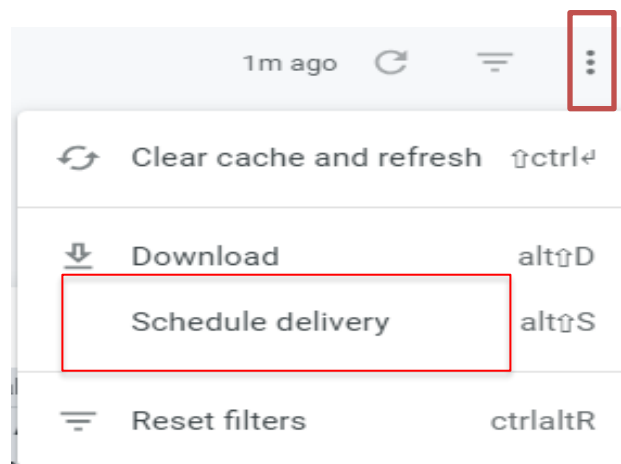 1m ago
Clear cache and refresh ⇧ctrl⏎
Download alt⇧D
Schedule delivery alt⇧S
Reset filters ctrlaltR